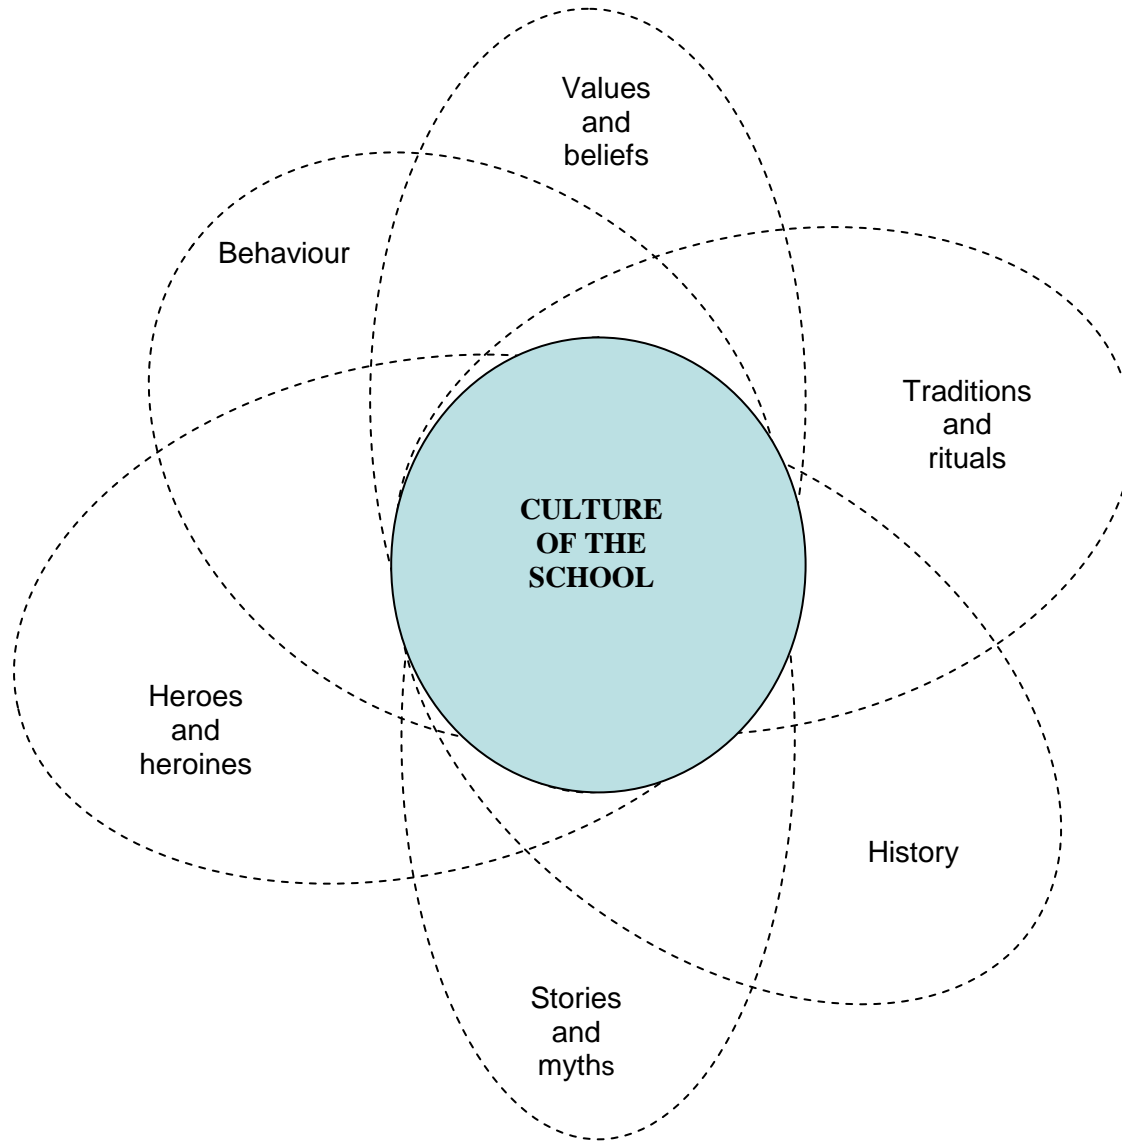 Values
and
beliefs
Behaviour
Traditions
and
rituals
CULTURE
OF THE
SCHOOL
Heroes
and
heroines
History
Stories
and
myths